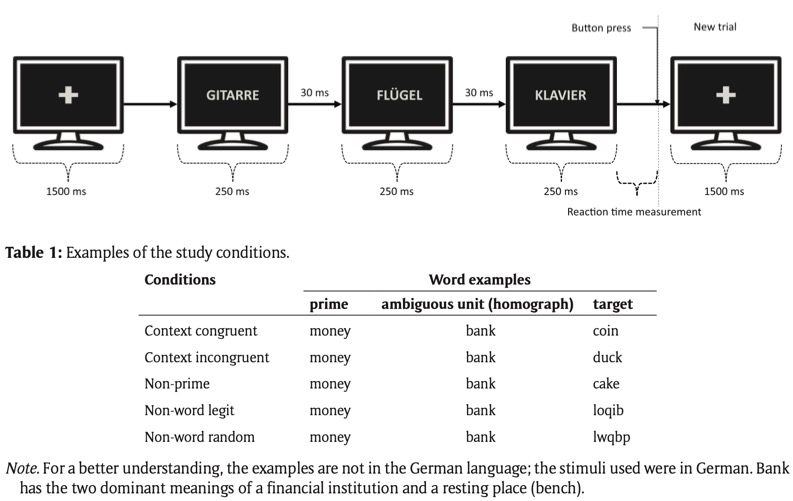 Button press
New trial
+
GITARRE
30 ms
FLÜGEL
30 ms
KLAVIER
+
1500 ms
250 ms
250 ms
250 ms
1500 ms
Reaction time measurement
Table 1: Examples of the study conditions.
Conditions
Word examples
prime
ambiguous unit (homograph)
target
Context congruent
money
bank
coin
Context incongruent
money
bank
duck
Non-prime
money
bank
cake
Non-word legit
money
bank
loqib
Non-word random
money
bank
lwqbp
Note. For a better understanding, the examples are not in the German language; the stimuli used were in German. Bank
has the two dominant meanings of a financial institution and a resting place (bench).